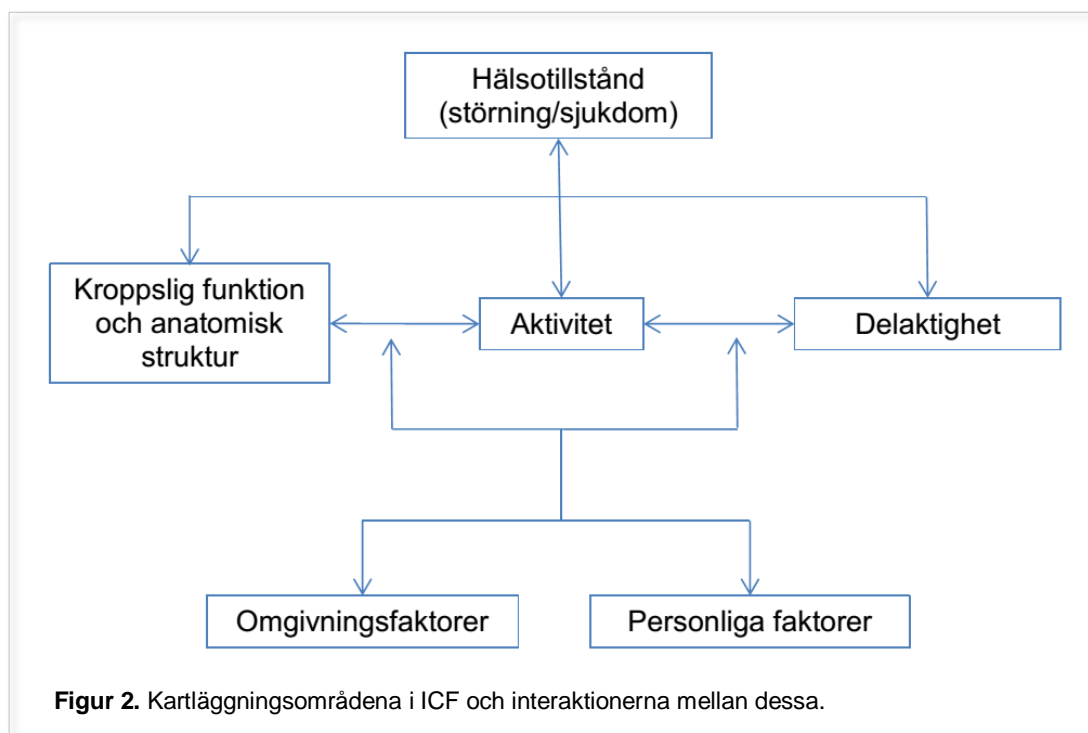 Hälsotillstånd
(störning/sjukdom)
Kroppslig funktion
och anatomisk
struktur
Aktivitet
Delaktighet
Omgivningsfaktorer
Personliga faktorer
Figur 2. Kartläggningsområdena i ICF och interaktionerna mellan dessa.